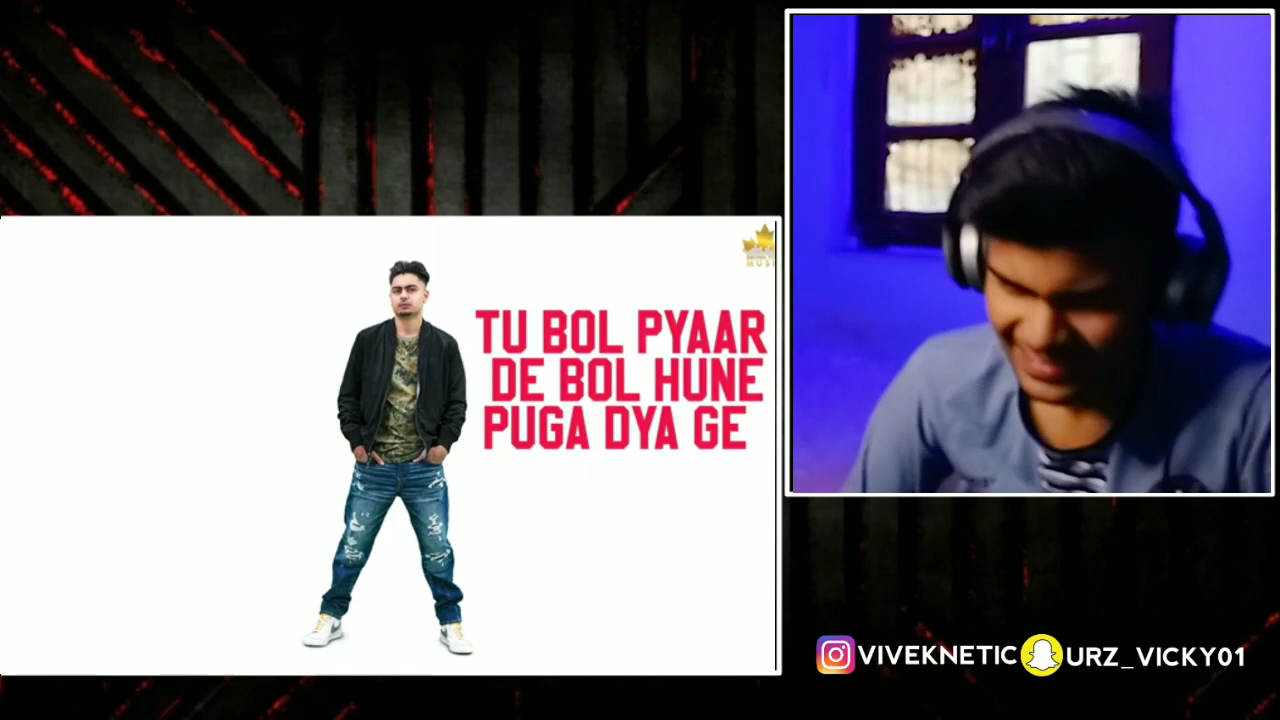 TU BOL PYAAR
DE BOL HUNE
PUGA DYA GE
VIVEKNETIC URZ_VICKY01